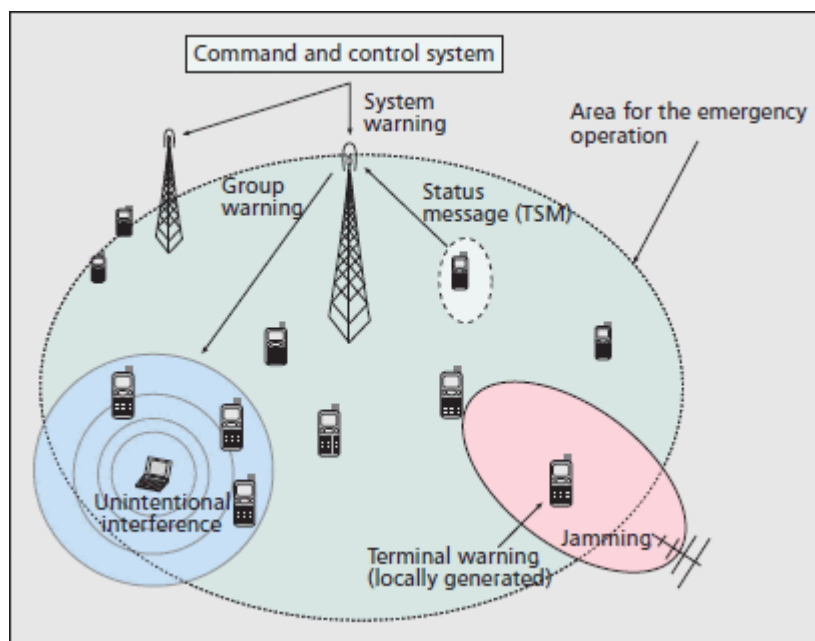 Command and control system
System
warning
Area for the emergency
operation
Group
warning
Status
message (TSM)
Unintentional
interference
Jamming
Terminal warning
(locally generated)